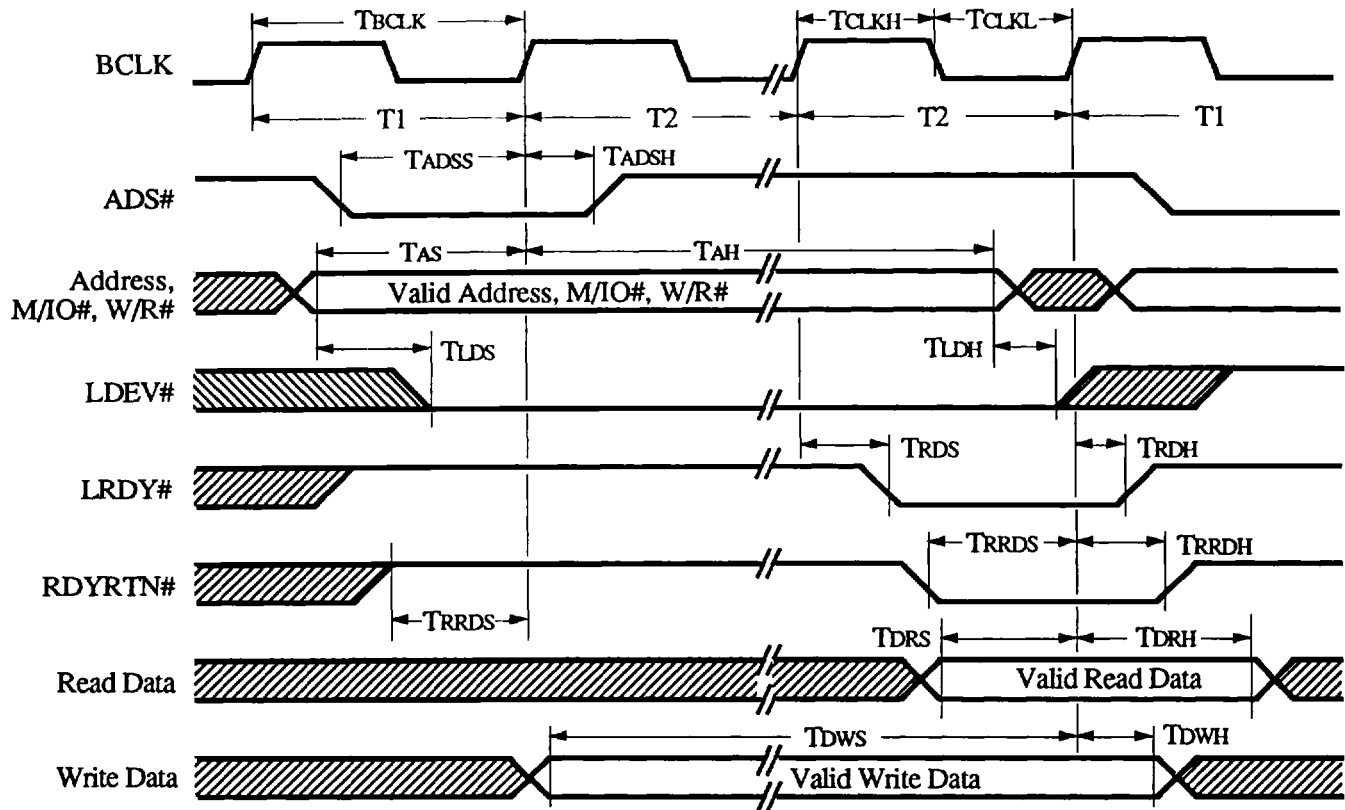 TBCLK TCLKH TCLKL
BCLK
T1 T2 T2 T1
TADSS TADSH
ADS#
TAS TAH
Address,
M/IO#, W/R#
Valid Address, M/IO#, W/R#
TLDS TLDH
LDEV#
TRDS TRDH
LRDY#
TRRDS TRRDH
RDYRTN#
TRRDS
TDRS TDRH
Read Data
Valid Read Data
TDWS TDWH
Write Data
Valid Write Data